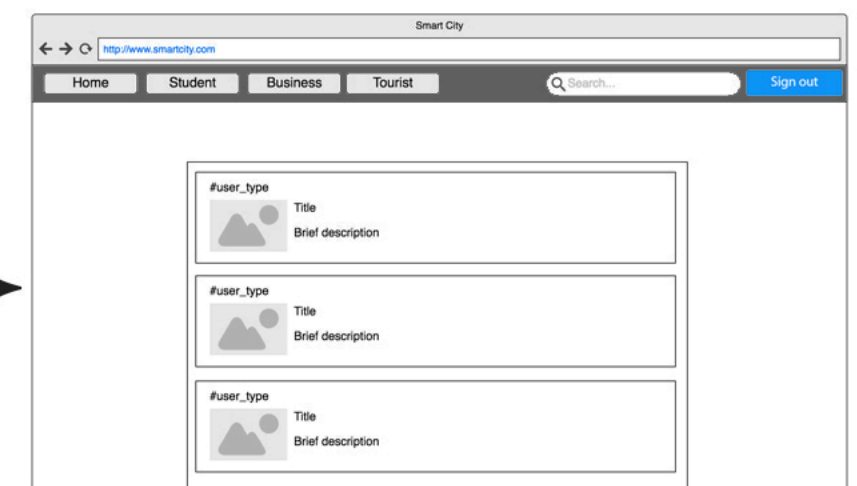 Smart City
http://www.smartcity.com
Home Student Business Tourist Search... Sign out
#user_type
Title
Brief description
#user_type
Title
Brief description
#user_type
Title
Brief description